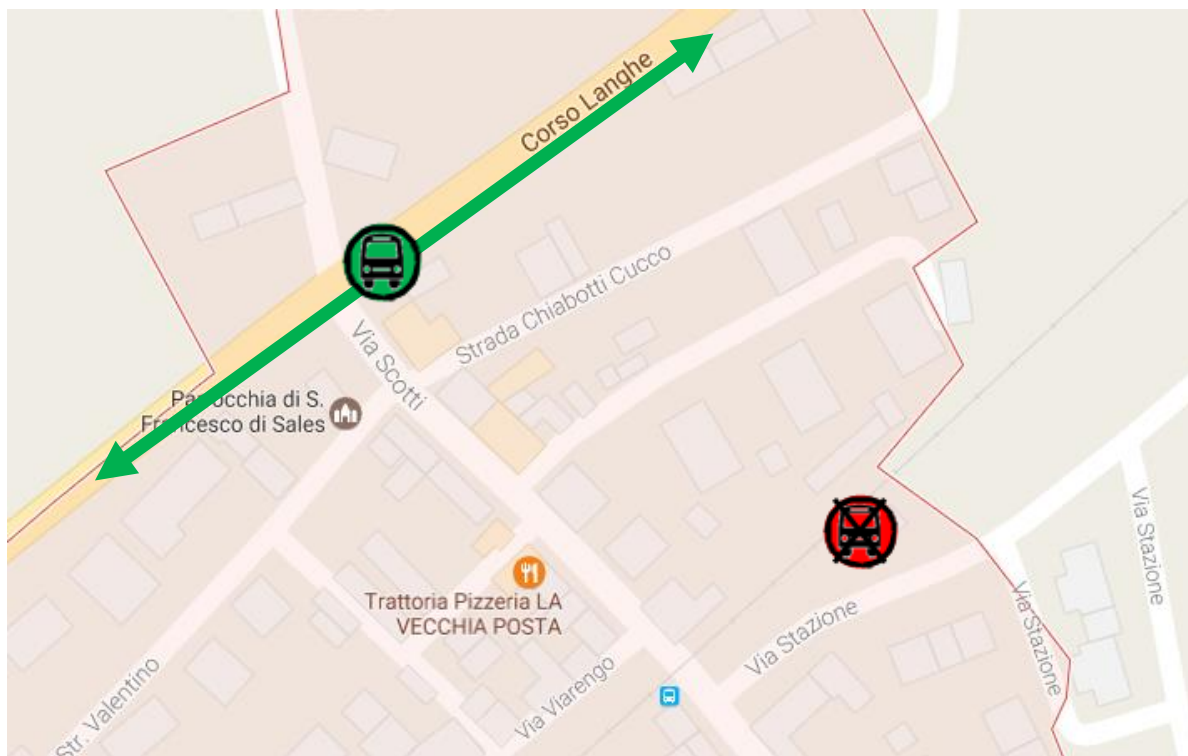 Corso Langhe
Strada Chiabotti Cucco
Via Scotti
Parrocchia di S.
Francesco di Sales
Trattoria Pizzeria LA
VECCHIA POSTA
Via Stazione
Via Stazione
Via Stazione
Via Viarengo
Str. Valentino